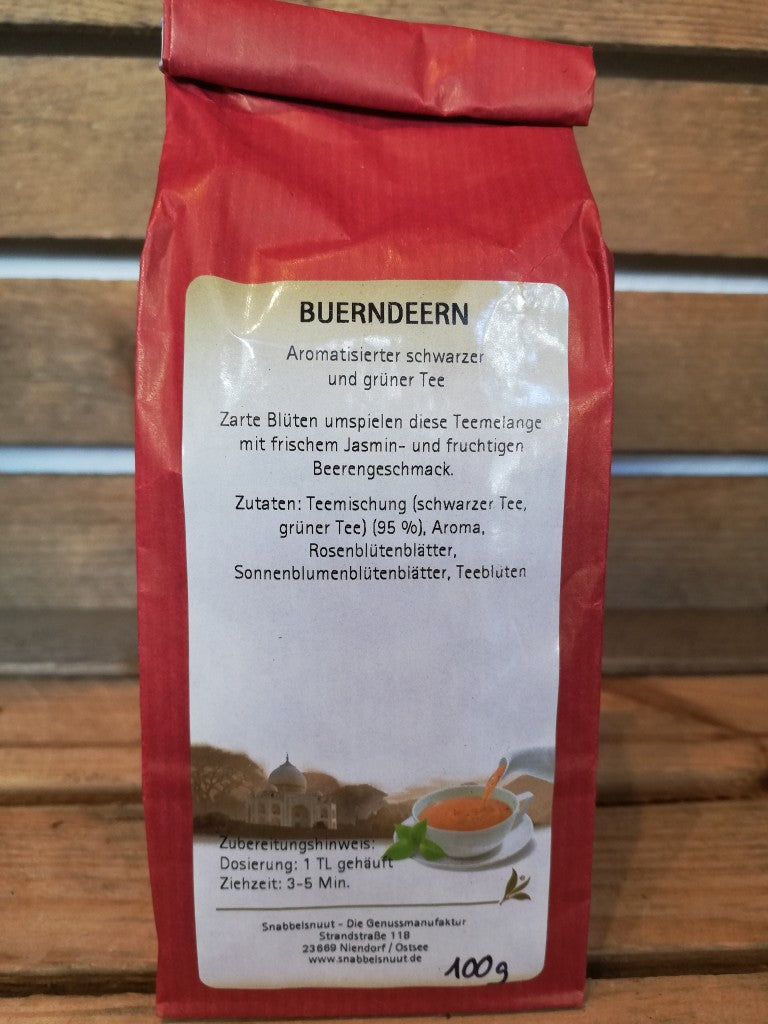 BUERNDEERN
Aromatisierter schwarzer
und grüner Tee
Zarte Blüten umspielen diese Teemelange
mit frischem Jasmin- und fruchtigen
Beerengeschmack.
Zutaten: Teemischung (schwarzer Tee,
grüner Tee) (95 %), Aroma,
Rosenblütenblätter,
Sonnenblumenblütenblätter, Teeblüten
Zubereitungshinweis:
Dosierung: 1 TL gehäuft
Ziehzeit: 3-5 Min.
Snabbelsnuut - Die Genussmanufaktur
Strandstraße 118
23669 Niendorf / Ostsee
www.snabbelsnuut.de
100g